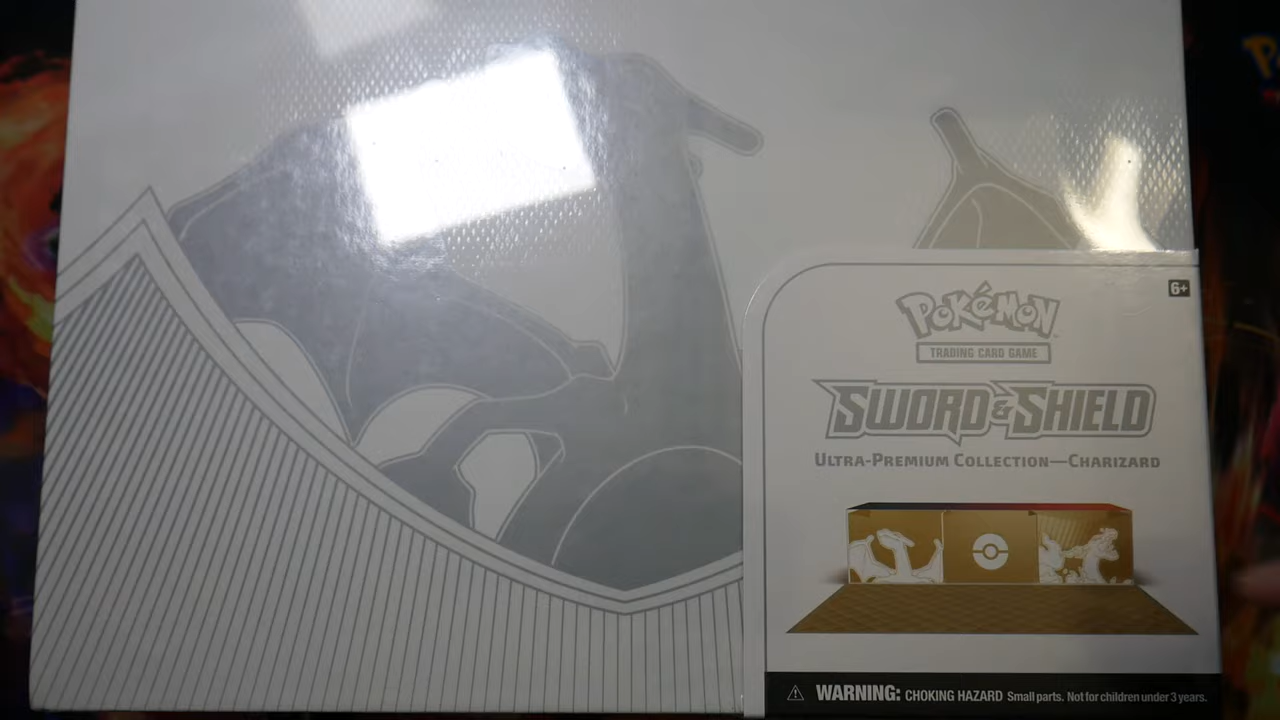 6+
POKéMON
TRADING CARD GAME
SWORD & SHIELD
ULTRA-PREMIUM COLLECTION—CHARIZARD
WARNING: CHOKING HAZARD Small parts. Not for children under 3 years.